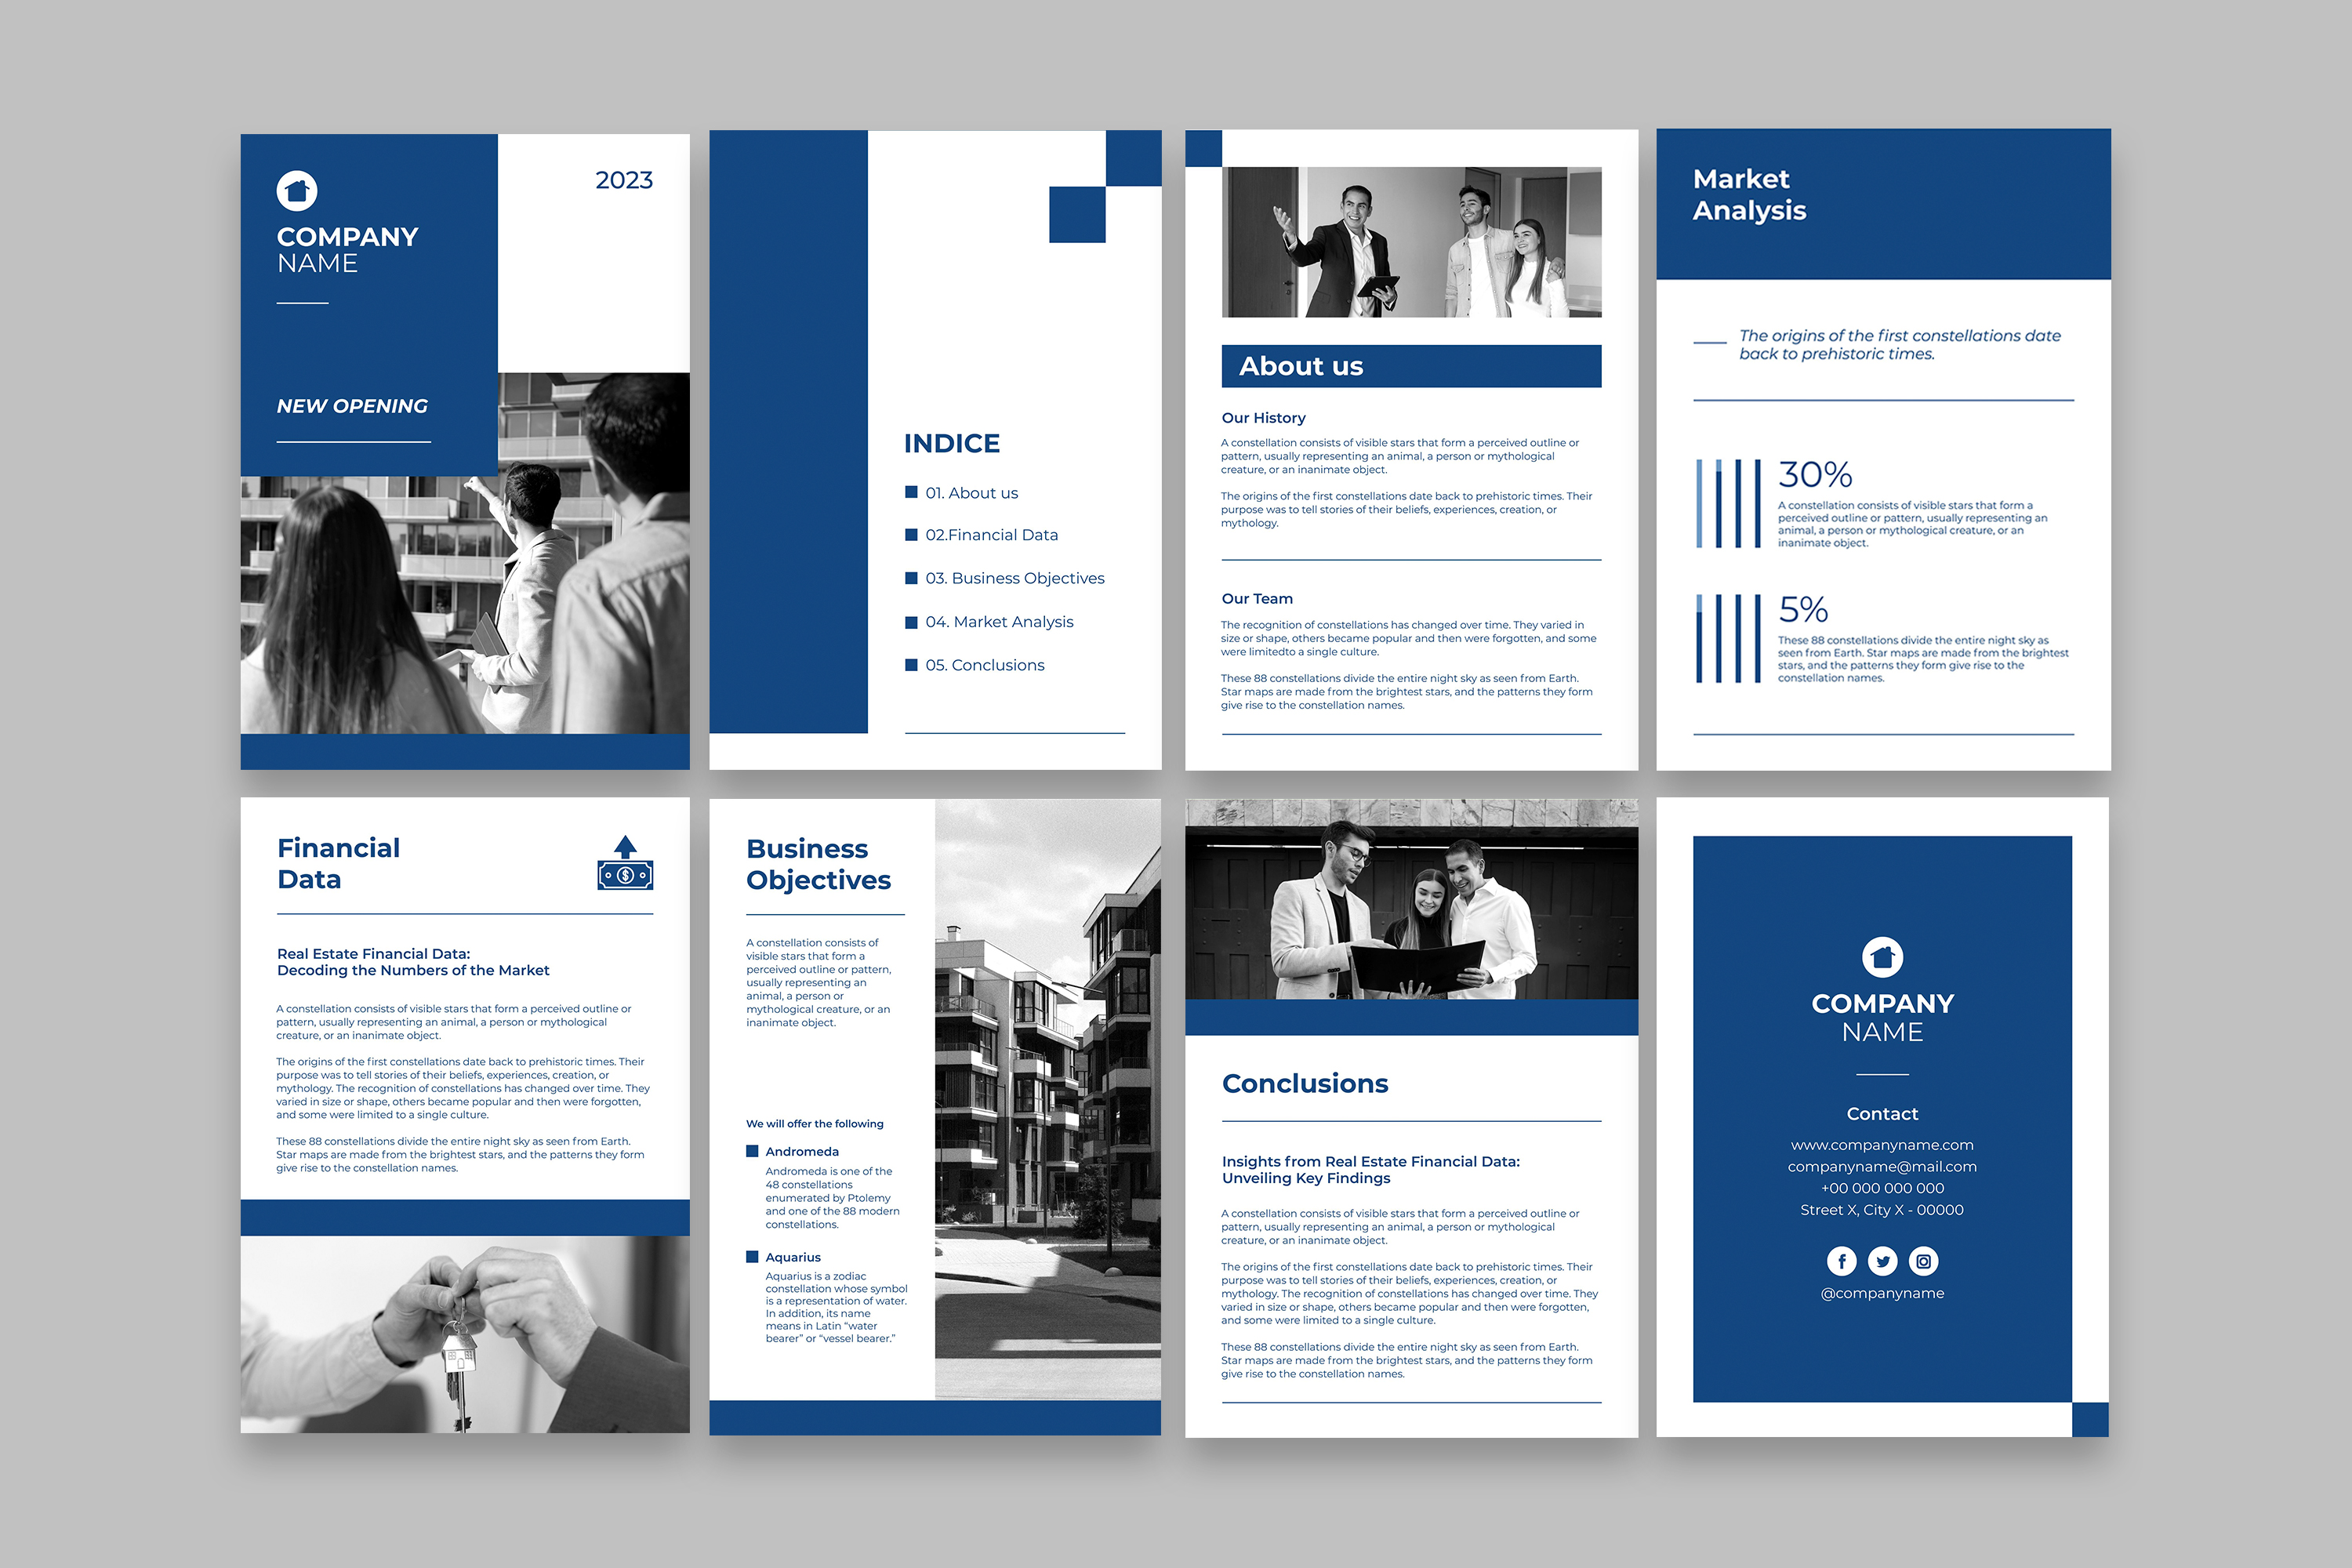 COMPANY
NAME
2023
NEW OPENING
INDICE
01. About us
02.Financial Data
03. Business Objectives
04. Market Analysis
05. Conclusions
About us
Our History
A constellation consists of visible stars that form a perceived outline or
pattern, usually representing an animal, a person or mythological
creature, or an inanimate object.
The origins of the first constellations date back to prehistoric times. Their
purpose was to tell stories of their beliefs, experiences, creation, or
mythology.
Our Team
The recognition of constellations has changed over time. They varied in
size or shape, others became popular and then were forgotten, and some
were limitedto a single culture.
These 88 constellations divide the entire night sky as seen from Earth.
Star maps are made from the brightest stars, and the patterns they form
give rise to the constellation names.
Market
Analysis
The origins of the first constellations date
back to prehistoric times.
30%
A constellation consists of visible stars that form a
perceived outline or pattern, usually representing an
animal, a person or mythological creature, or an
inanimate object.
5%
These 88 constellations divide the entire night sky as
seen from Earth. Star maps are made from the brightest
stars, and the patterns they form give rise to the
constellation names.
Financial
Data
Real Estate Financial Data:
Decoding the Numbers of the Market
A constellation consists of visible stars that form a perceived outline or
pattern, usually representing an animal, a person or mythological
creature, or an inanimate object.
The origins of the first constellations date back to prehistoric times. Their
purpose was to tell stories of their beliefs, experiences, creation, or
mythology. The recognition of constellations has changed over time. They
varied in size or shape, others became popular and then were forgotten,
and some were limited to a single culture.
These 88 constellations divide the entire night sky as seen from Earth.
Star maps are made from the brightest stars, and the patterns they form
give rise to the constellation names.
Business
Objectives
A constellation consists of
visible stars that form a
perceived outline or pattern,
usually representing an
animal, a person or
mythological creature, or an
inanimate object.
We will offer the following
Andromeda
Andromeda is one of the
48 constellations
enumerated by Ptolemy
and one of the 88 modern
constellations.
Aquarius
Aquarius is a zodiac
constellation whose symbol
is a representation of water.
In addition, its name
means in Latin “water
bearer” or “vessel bearer.”
Conclusions
Insights from Real Estate Financial Data:
Unveiling Key Findings
A constellation consists of visible stars that form a perceived outline or
pattern, usually representing an animal, a person or mythological
creature, or an inanimate object.
The origins of the first constellations date back to prehistoric times. Their
purpose was to tell stories of their beliefs, experiences, creation, or
mythology. The recognition of constellations has changed over time. They
varied in size or shape, others became popular and then were forgotten,
and some were limited to a single culture.
These 88 constellations divide the entire night sky as seen from Earth.
Star maps are made from the brightest stars, and the patterns they form
give rise to the constellation names.
COMPANY
NAME
Contact
www.companyname.com
companyname@mail.com
+00 000 000 000
Street X, City X - 00000
@companyname